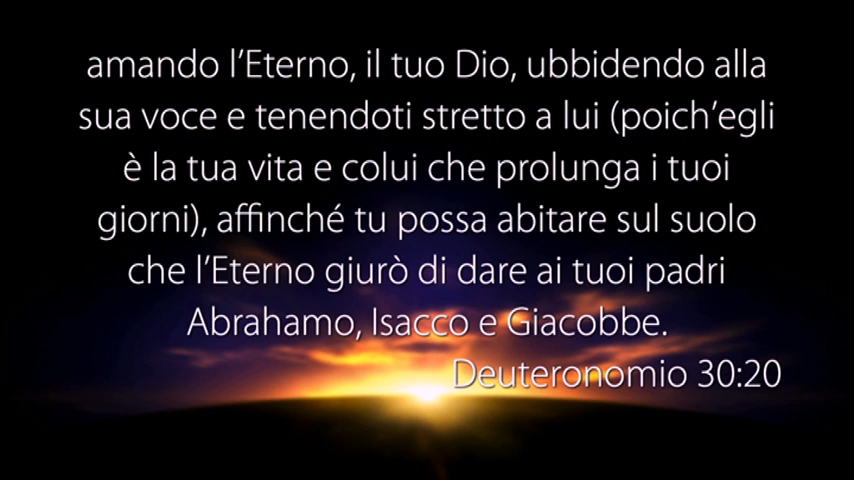 amando l’Eterno, il tuo Dio, ubbidendo alla
sua voce e tenendoti stretto a lui (poich’egli
è la tua vita e colui che prolunga i tuoi
giorni), affinché tu possa abitare sul suolo
che l’Eterno giurò di dare ai tuoi padri
Abrahamo, Isacco e Giacobbe.
Deuteronomio 30:20